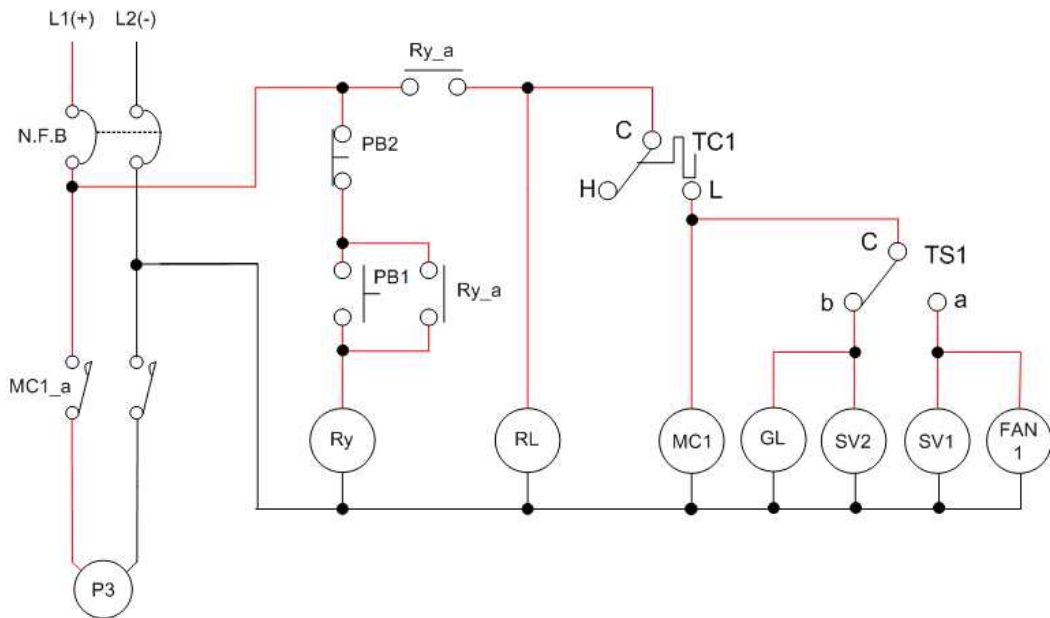 L1(+) L2(-)
Ry_a
N.F.B
PB2
C
TC1
H
L
C
TS1
PB1
Ry_a
b
a
MC1_a
Ry
RL
MC1
GL
SV2
SV1
FAN
1
P3